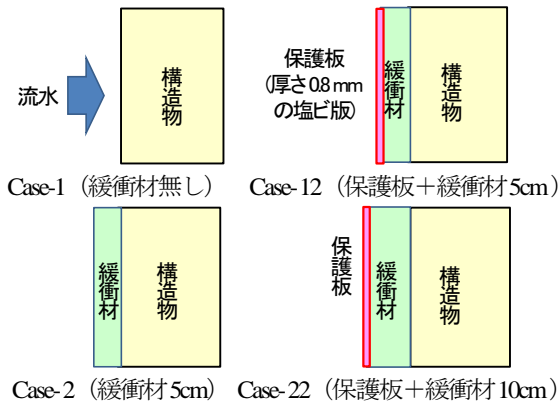 流水
構造物
Case-1（緩衝材無し）
保護板
(厚さ0.8 mm
の塩ビ版)
緩衝材
構造物
Case-12（保護板＋緩衝材5cm）
緩衝材
構造物
Case-2（緩衝材5cm）
保護板
緩衝材
構造物
Case-22（保護板＋緩衝材10cm）